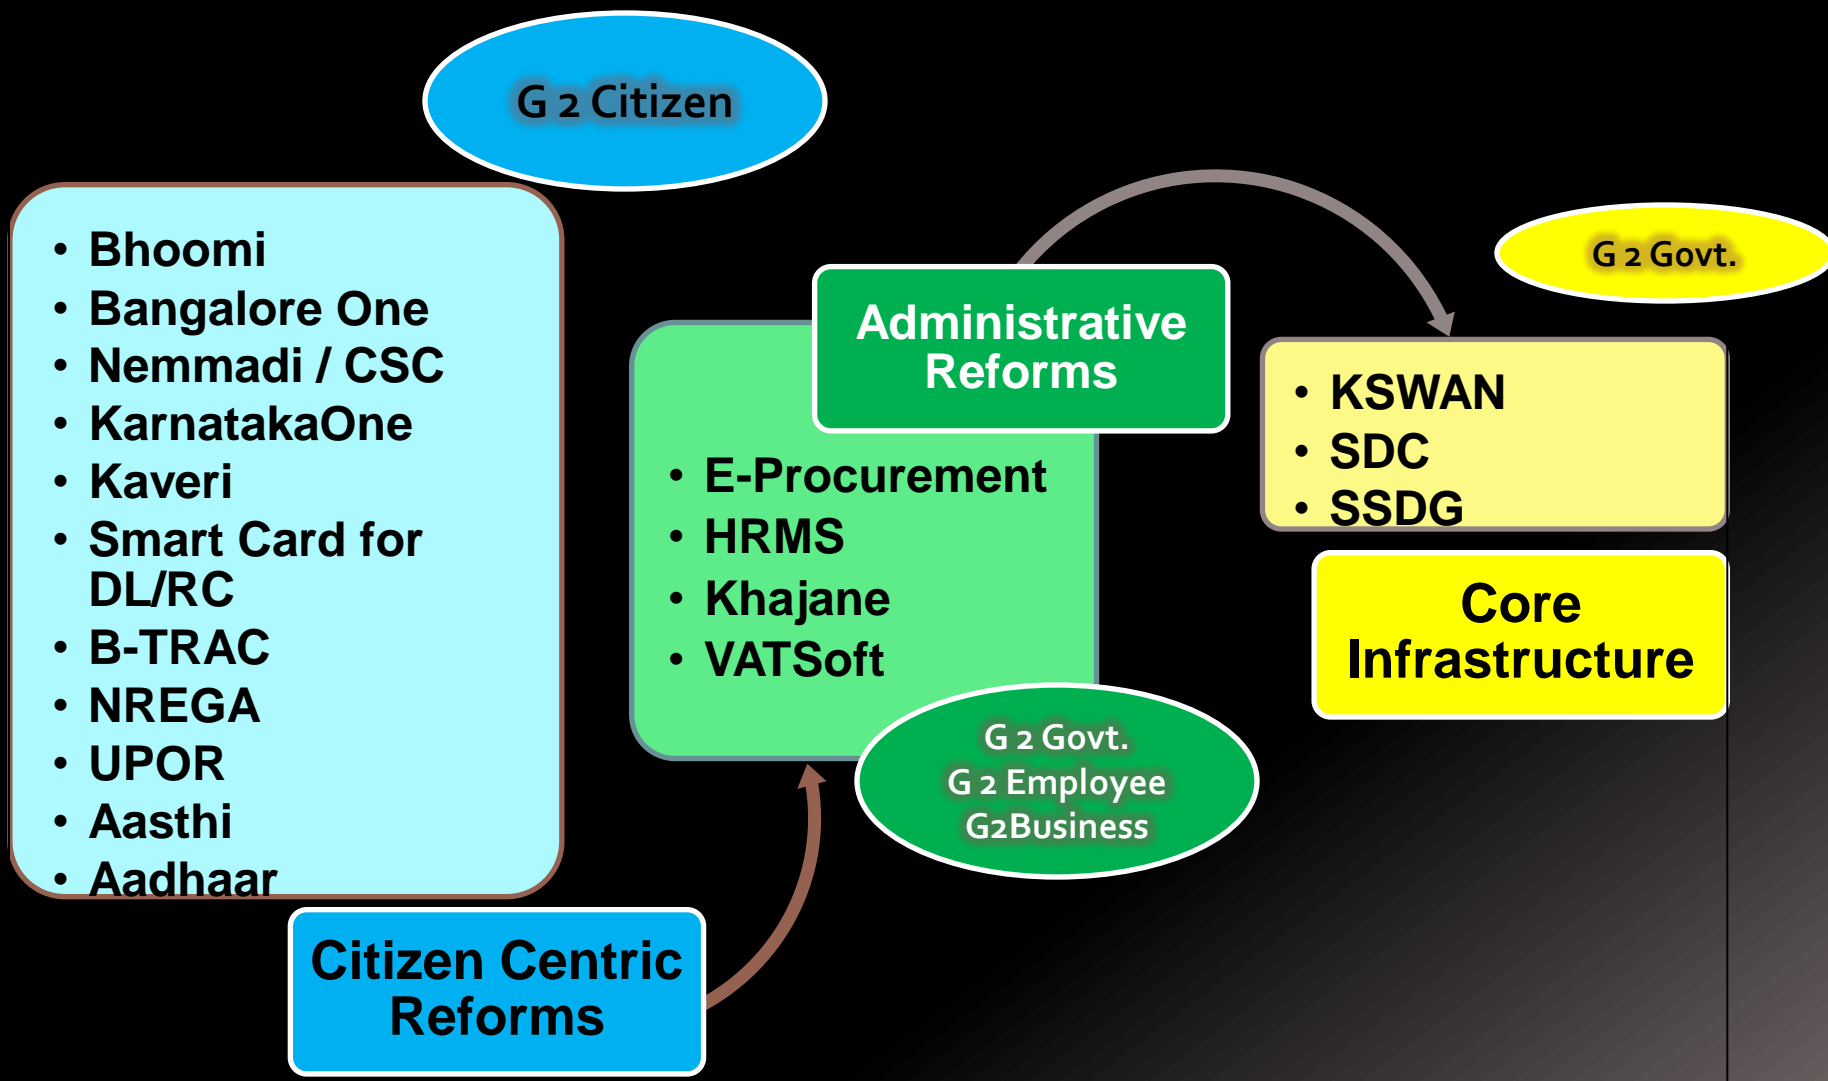 G 2 Citizen
• Bhoomi
• Bangalore One
• Nemmadi / CSC
• KarnatakaOne
• Kaveri
• Smart Card for
DL/RC
• B-TRAC
• NREGA
• UPOR
• Aasthi
• Aadhaar
Citizen Centric
Reforms
Administrative
Reforms
• E-Procurement
• HRMS
• Khajane
• VATSoft
G 2 Govt.
G 2 Employee
G2Business
G 2 Govt.
• KSWAN
• SDC
• SSDG
Core
Infrastructure